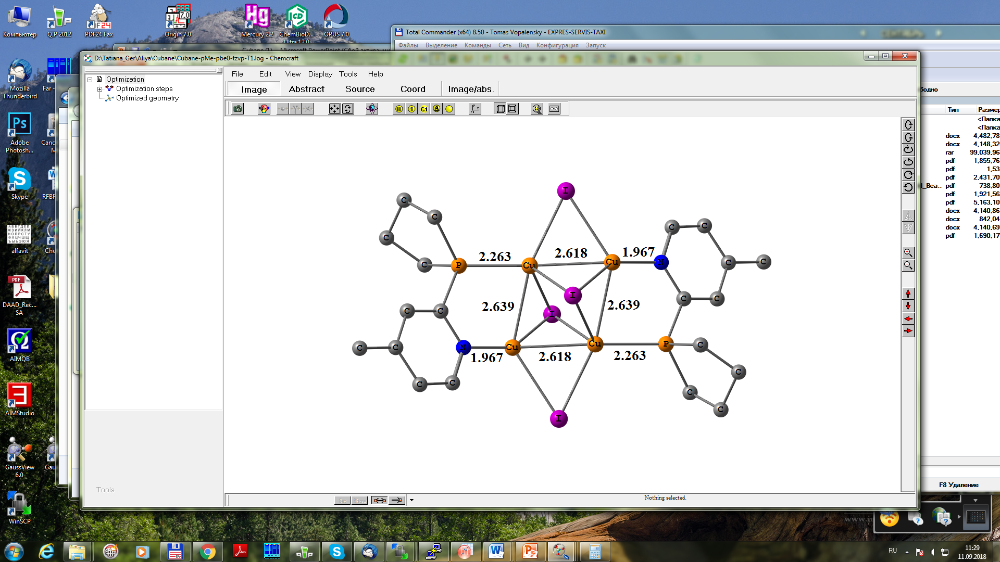 Компьютер
QIP 2012
PDF24 Fax
Origin 7.0
Mercury 2.2
ChemBioD...
Ultra 12.0
OPUS 7.0
Total Commander (x64) 8.50 - Tomas Vopalensky - EXPRES-SERVIS-TAXI
Файлы Выделение Команды Сеть Вид Конфигурация Запуск
D:\Tatiana_Ger\Aliya\Cubane\Cubane-pMe-pbe0-tzvp-T1.log - Chemcraft
File Edit View Display Tools Help
Image Abstract Source Coord Image/abs.
Optimization
Optimization steps
Optimized geometry
Mozilla
Thunderbird
Far -
Adobe
Photosh...
Canc
M
Skype
RFBF
alfavit
Che
DAAD_Rec...
SA
AIMQB
AIMStudio
GaussView
6.0
Gau
WinSCP
бодно
Тип Размер
<Папка
<Папка
docx 4,482,78
docx 4,148,32
rar 99,039,96
pdf 1,855,76
pdf 1,53
pdf 2,431,70
l_Bea.. pdf 738,80
pdf 1,921,56
pdf 5,163,10
docx 4,140,86
docx 842,04
docx 4,140,69
pdf 1,690,17
F8 Удаление
I
C
C
C C
C
2.263 2.618 1.967
C P Cu Cu N C C
I
2.639 2.639
C C I C C
C C N Cu Cu P C
1.967 2.618 2.263
C C C
C
C
I
Tools
Set Show
Nothing selected.
RU
11:29
11.09.2018